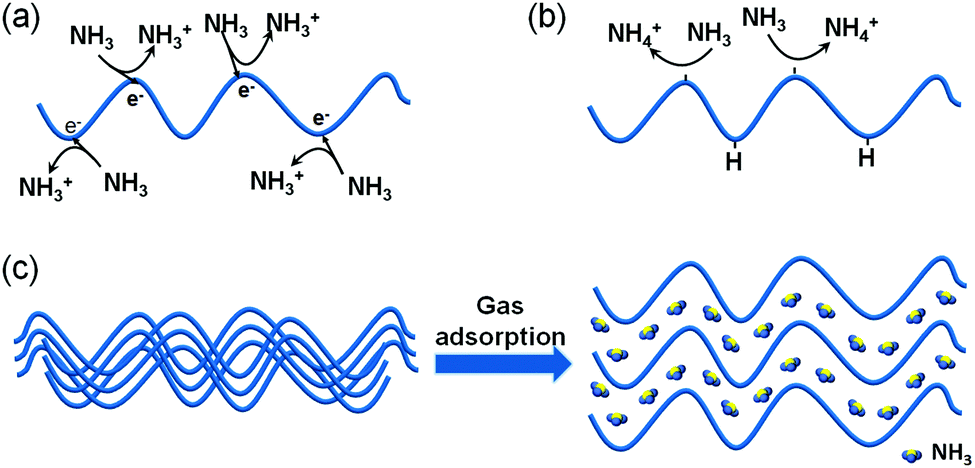 (a)
NH₃ NH₃⁺ NH₃ NH₃⁺
e⁻ e⁻
e⁻ e⁻
NH₃⁺ NH₃ NH₃⁺ NH₃
(b)
NH₄⁺ NH₃ NH₃ NH₄⁺
H H
(c)
Gas
adsorption
NH₃